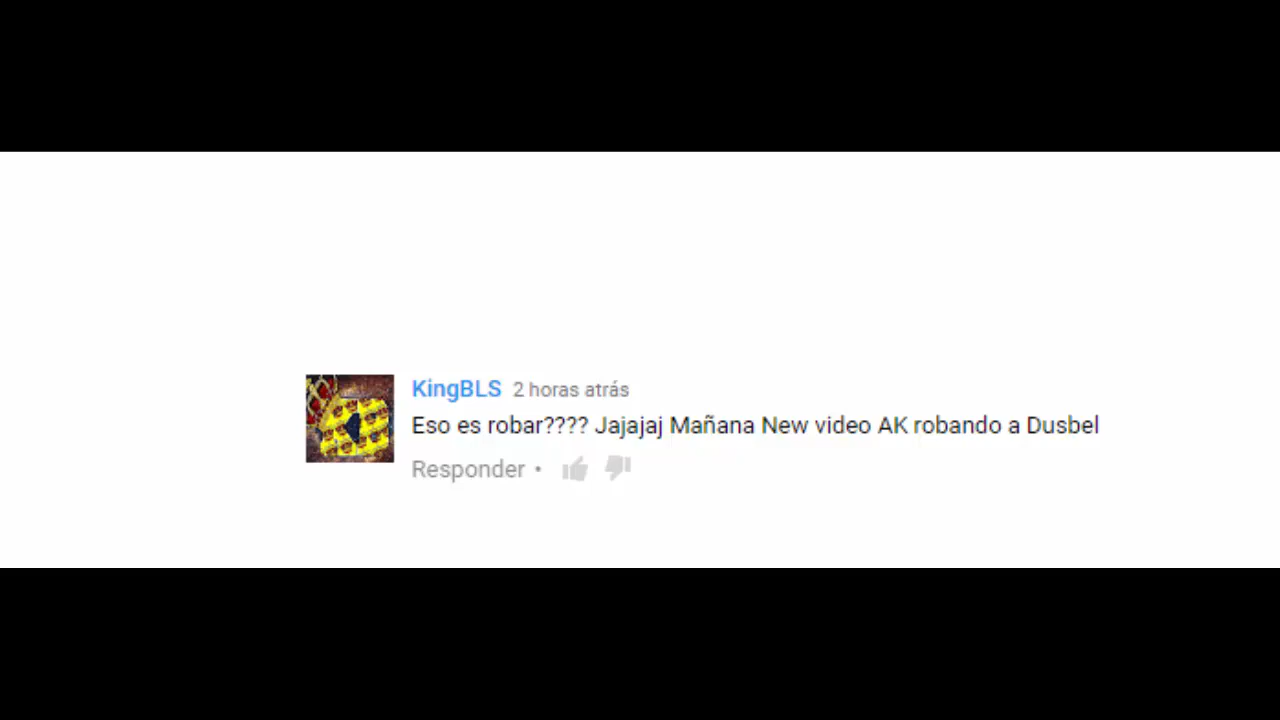 KingBLS 2 horas atrás
Eso es robar???? Jajajaj Mañana New video AK robando a Dusbel
Responder •